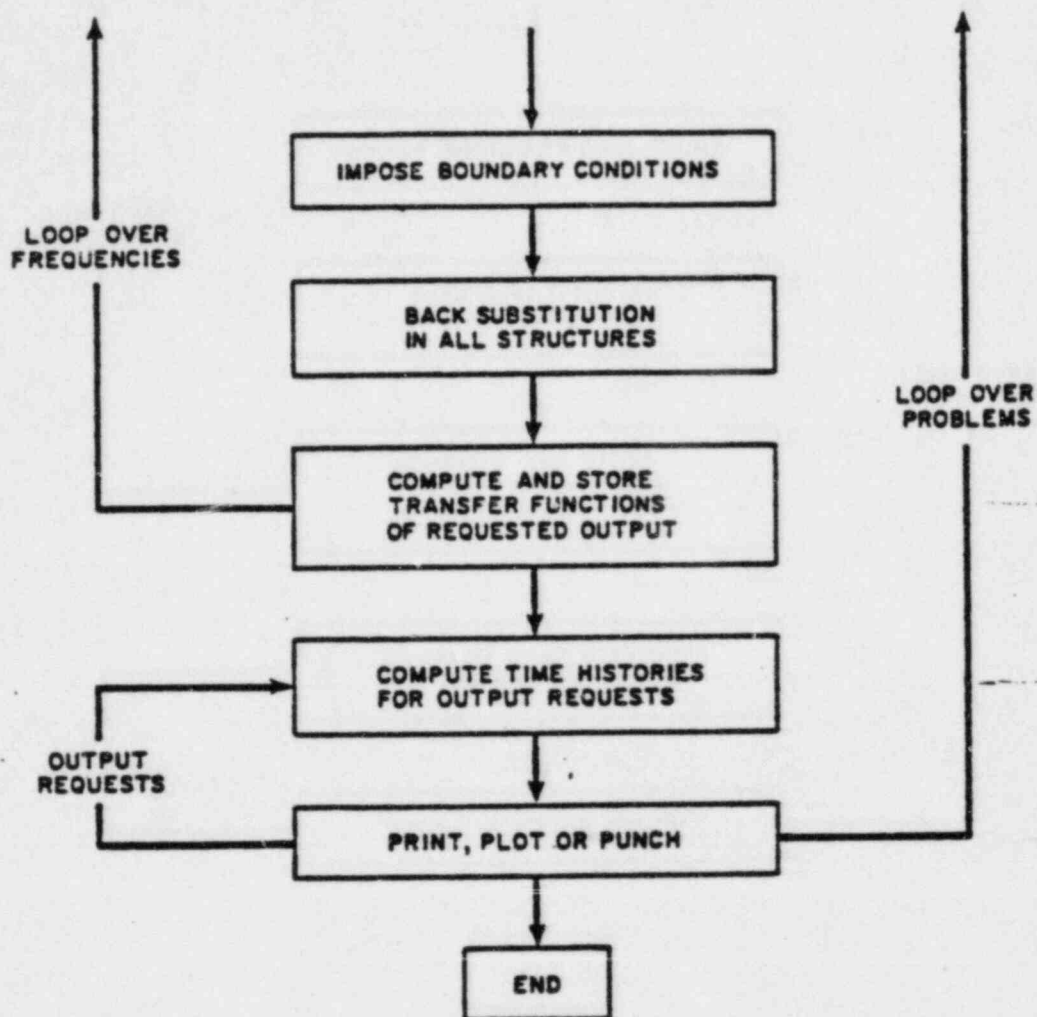 IMPOSE BOUNDARY CONDITIONS
LOOP OVER
FREQUENCIES
BACK SUBSTITUTION
IN ALL STRUCTURES
LOOP OVER
PROBLEMS
COMPUTE AND STORE
TRANSFER FUNCTIONS
OF REQUESTED OUTPUT
COMPUTE TIME HISTORIES
FOR OUTPUT REQUESTS
OUTPUT
REQUESTS
PRINT, PLOT OR PUNCH
END